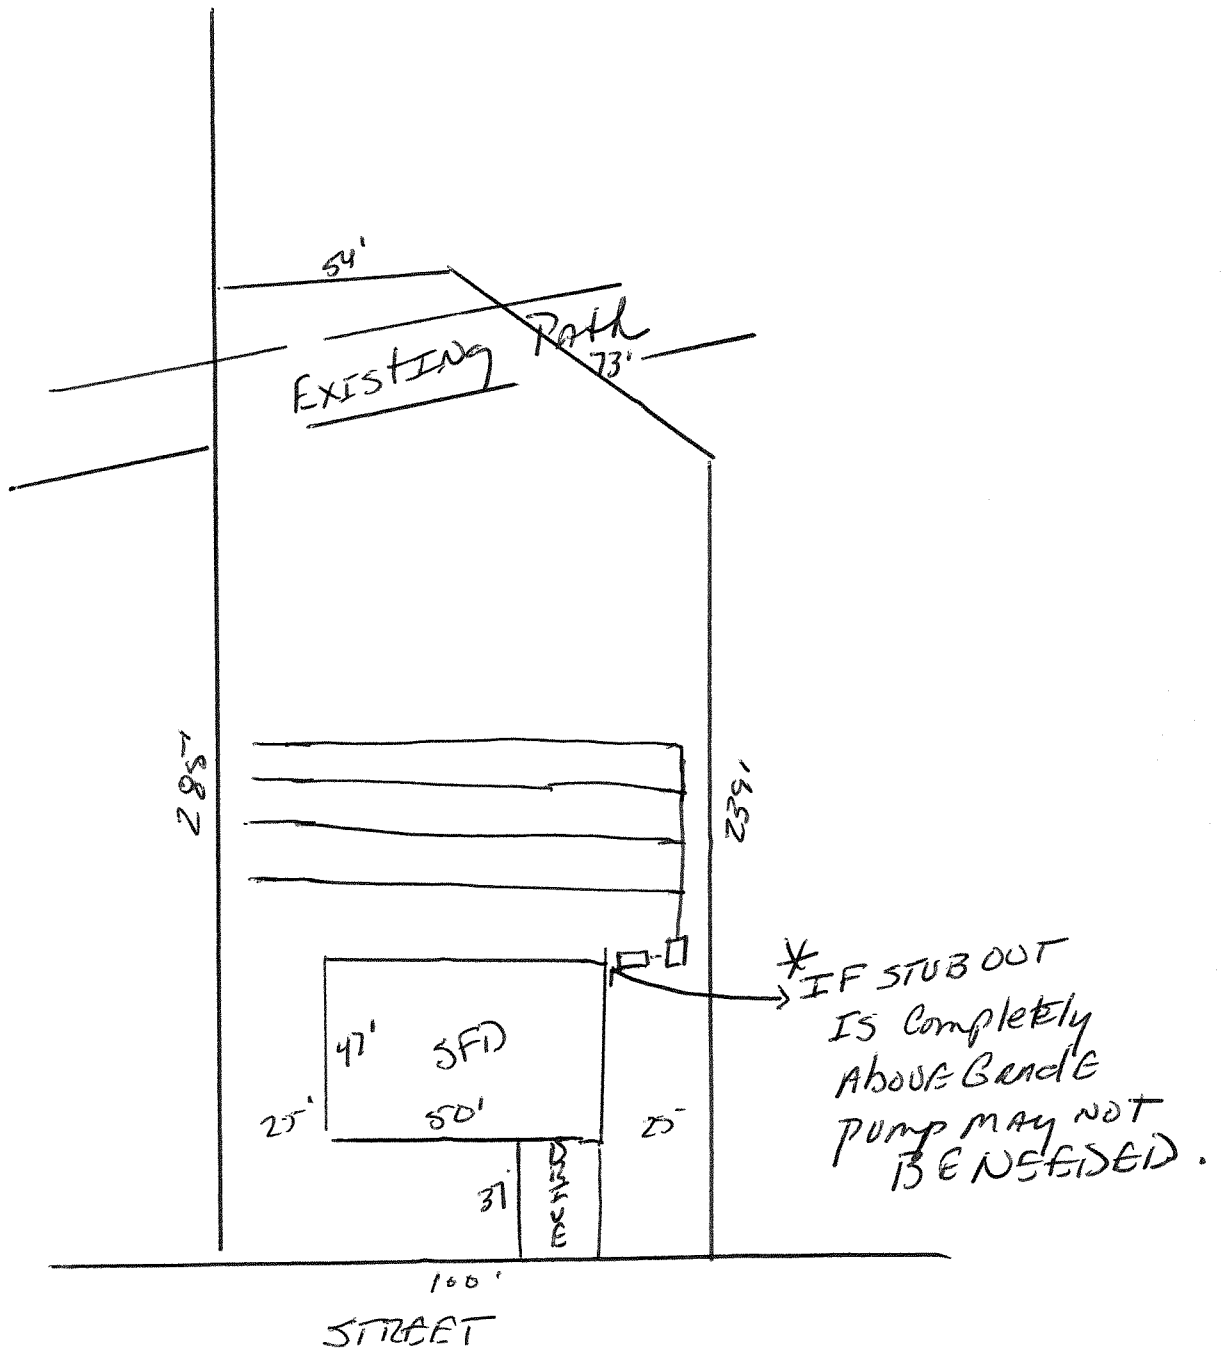 54'
Existing Path
73'
285'
239'
* IF STUB OUT
Is Completely
Above Grade
pump may NOT
BE NEEDED.
47'
SFD
50'
25'
25
37'
DRIVE
100'
STREET